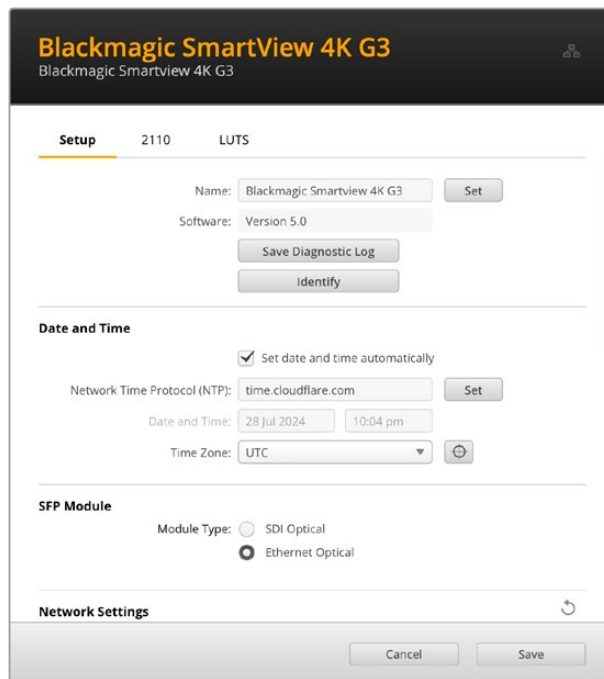 Blackmagic SmartView 4K G3
Blackmagic Smartview 4K G3
Setup 2110 LUTS
Name: Blackmagic Smartview 4K G3 Set
Software: Version 5.0
Save Diagnostic Log
Identify
Date and Time
Set date and time automatically
Network Time Protocol (NTP): time.cloudflare.com Set
Date and Time: 28 Jul 2024 10:04 pm
Time Zone: UTC
SFP Module
Module Type: SDI Optical
Ethernet Optical
Network Settings
Cancel Save